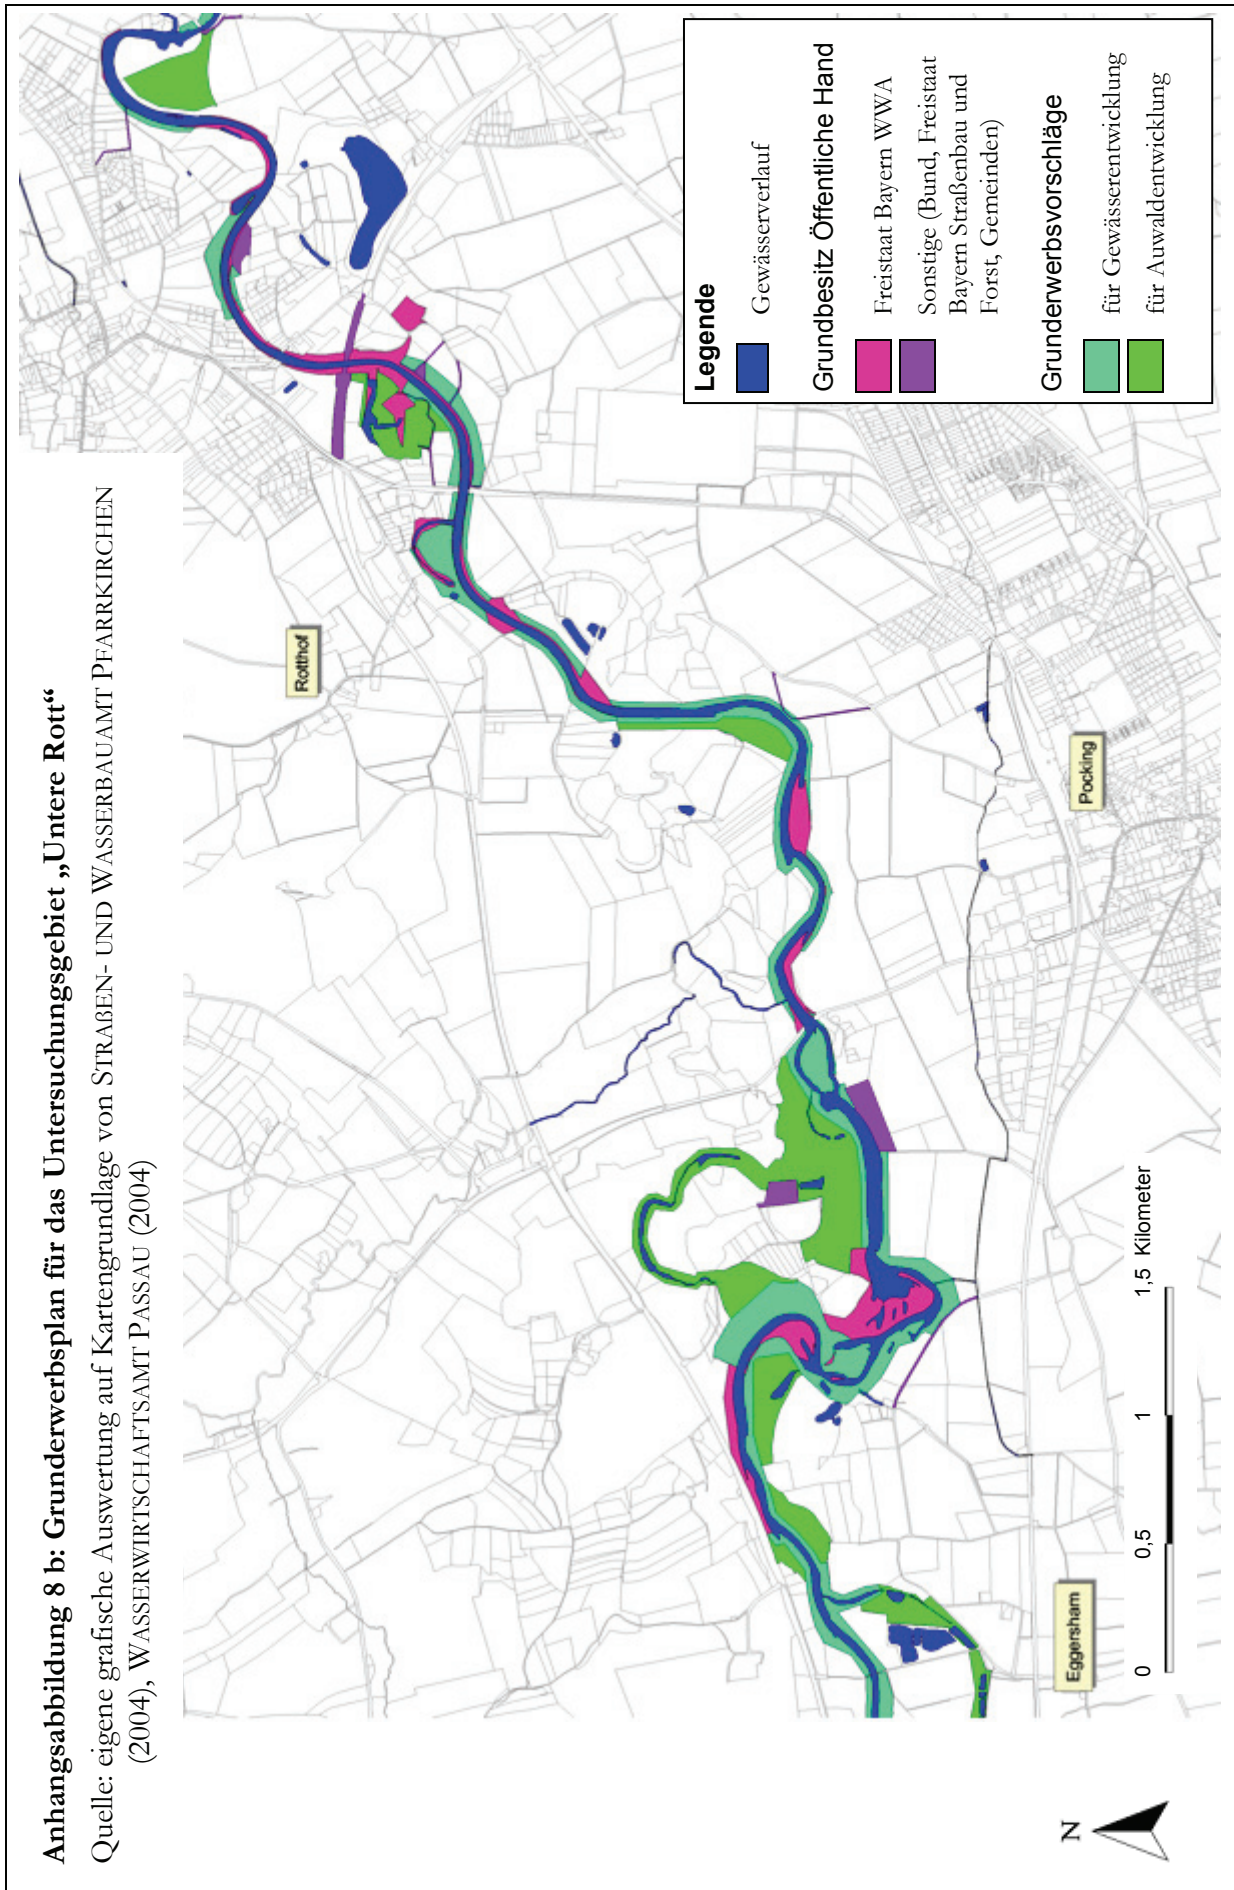 Anhangsabbildung 8 b: Grunderwerbsplan für das Untersuchungsgebiet „Untere Rott“
Quelle: eigene grafische Auswertung auf Kartengrundlage von STRAßEN- UND WASSERBAUAMT PFARRKIRCHEN
(2004), WASSERWIRTSCHAFTSAMT PASSAU (2004)
Rotthof
Pocking
Eggersham
Legende
Gewässerverlauf
Grundbesitz Öffentliche Hand
Freistaat Bayern WWA
Sonstige (Bund, Freistaat
Bayern Straßenbau und
Forst, Gemeinden)
Grunderwerbsvorschläge
für Gewässerentwicklung
für Auwaldentwicklung
0 0,5 1 1,5 Kilometer
N